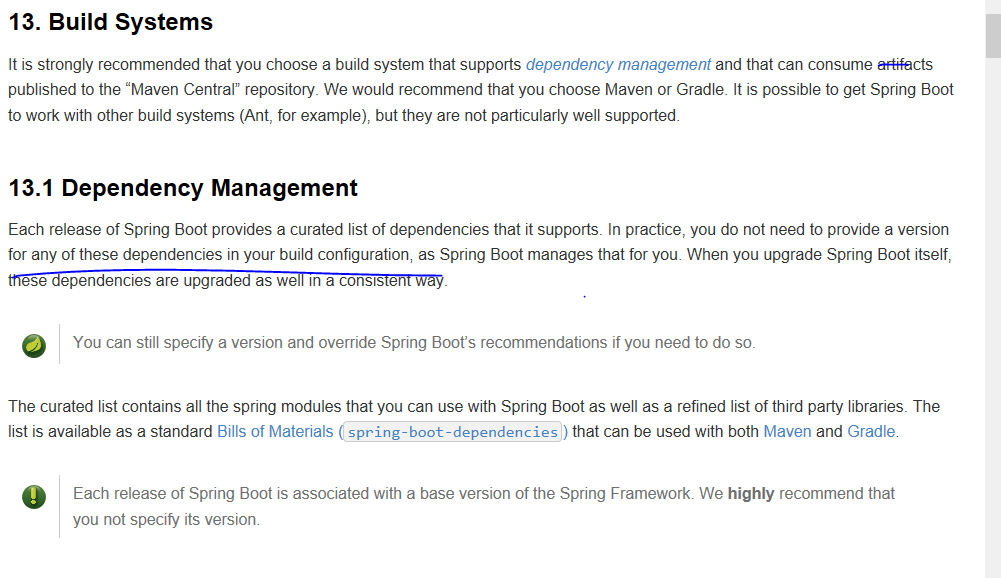 13. Build Systems
It is strongly recommended that you choose a build system that supports dependency management and that can consume artifacts
published to the “Maven Central” repository. We would recommend that you choose Maven or Gradle. It is possible to get Spring Boot
to work with other build systems (Ant, for example), but they are not particularly well supported.
13.1 Dependency Management
Each release of Spring Boot provides a curated list of dependencies that it supports. In practice, you do not need to provide a version
for any of these dependencies in your build configuration, as Spring Boot manages that for you. When you upgrade Spring Boot itself,
these dependencies are upgraded as well in a consistent way.
You can still specify a version and override Spring Boot’s recommendations if you need to do so.
The curated list contains all the spring modules that you can use with Spring Boot as well as a refined list of third party libraries. The
list is available as a standard Bills of Materials (spring-boot-dependencies) that can be used with both Maven and Gradle.
Each release of Spring Boot is associated with a base version of the Spring Framework. We highly recommend that
you not specify its version.